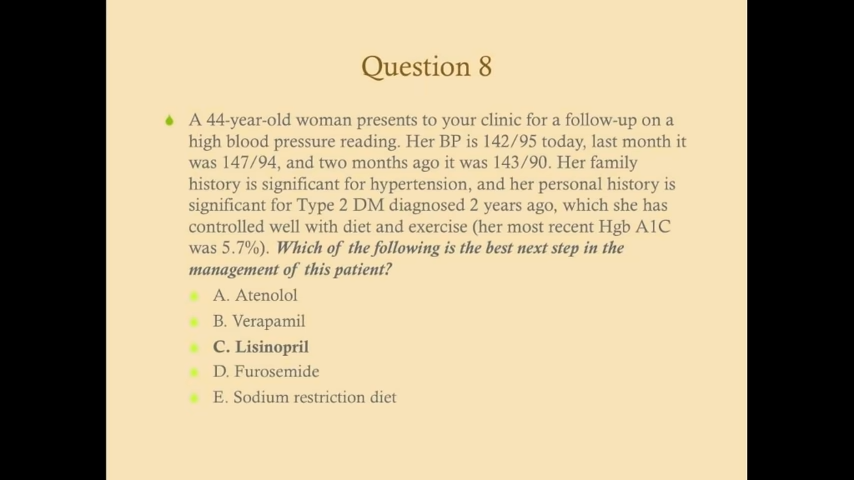 Question 8
A 44-year-old woman presents to your clinic for a follow-up on a
high blood pressure reading. Her BP is 142/95 today, last month it
was 147/94, and two months ago it was 143/90. Her family
history is significant for hypertension, and her personal history is
significant for Type 2 DM diagnosed 2 years ago, which she has
controlled well with diet and exercise (her most recent Hgb A1C
was 5.7%). Which of the following is the best next step in the
management of this patient?
A. Atenolol
B. Verapamil
C. Lisinopril
D. Furosemide
E. Sodium restriction diet